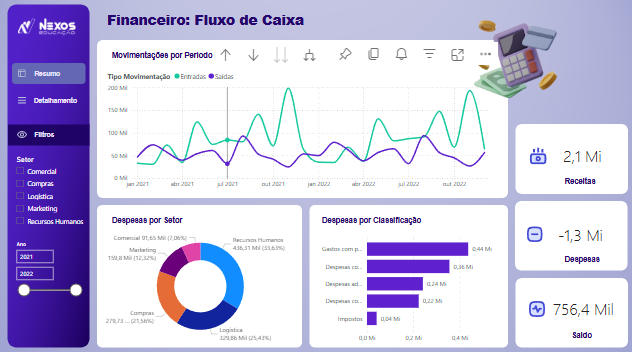 NEXOS
EDUCAÇÃO
Resumo
Detalhamento
Filtros
Setor
Comercial
Compras
Logística
Marketing
Recursos Humanos
Ano
2021
2022
Financeiro: Fluxo de Caixa
Movimentações por Período
Tipo Movimentação Entradas Saídas
200 Mil
150 Mil
100 Mil
50 Mil
0 Mil
jan 2021 abr 2021 jul 2021 out 2021 jan 2022 abr 2022 jul 2022 out 2022
Despesas por Setor
Comercial 91,65 Mil (7,06%)
Marketing
159,8 Mil (12,32%)
Compras
279,73 ... (21,56%)
Recursos Humanos
436,31 Mil (33,63%)
Logística
329,86 Mil (25,43%)
Despesas por Classificação
Gastos com p... 0,44 Mi
Despesas co... 0,36 Mi
Despesas ad... 0,24 Mi
Despesas co... 0,22 Mi
Impostos 0,04 Mi
0,0 Mi 0,2 Mi 0,4 Mi
2,1 Mi
Receitas
-1,3 Mi
Despesas
756,4 Mil
Saldo